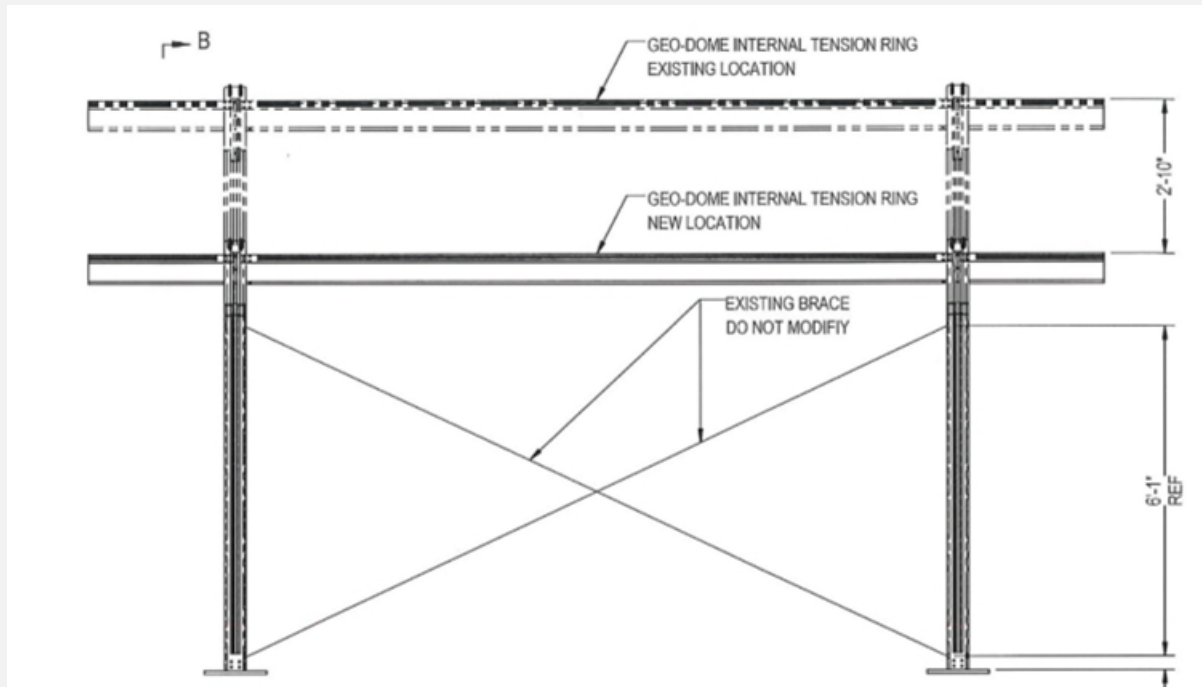 B
GEO-DOME INTERNAL TENSION RING
EXISTING LOCATION
2'-10"
GEO-DOME INTERNAL TENSION RING
NEW LOCATION
EXISTING BRACE
DO NOT MODIFIY
6'-1"
REF